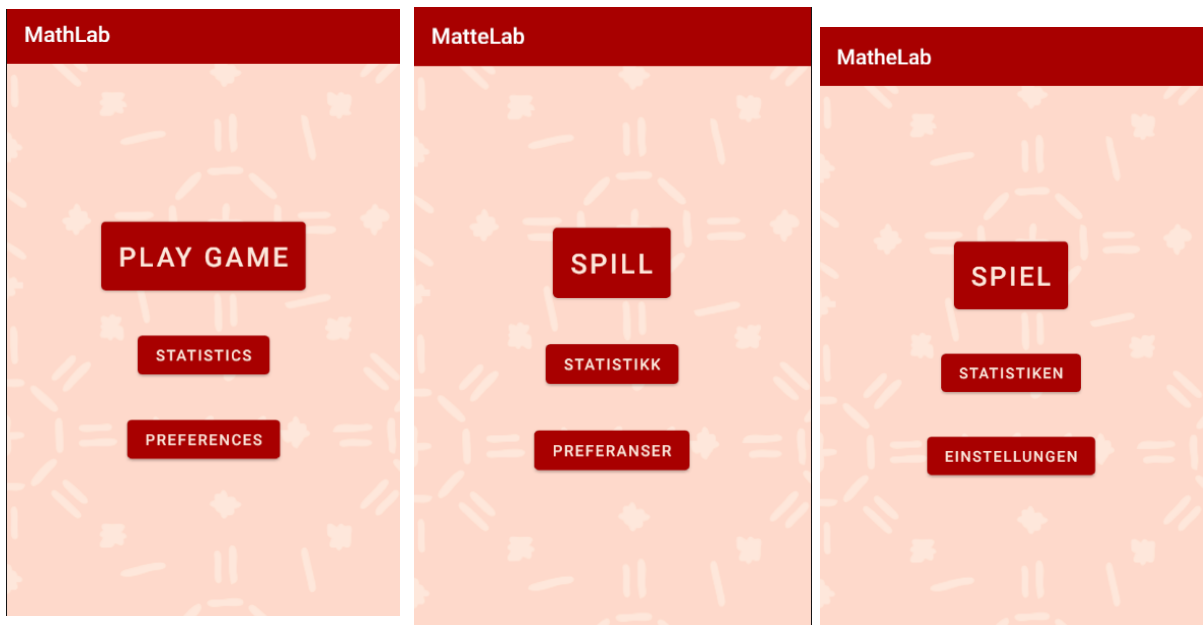 MathLab
PLAY GAME
STATISTICS
PREFERENCES
MatteLab
SPILL
STATISTIKK
PREFERANSER
MatheLab
SPIEL
STATISTIKEN
EINSTELLUNGEN